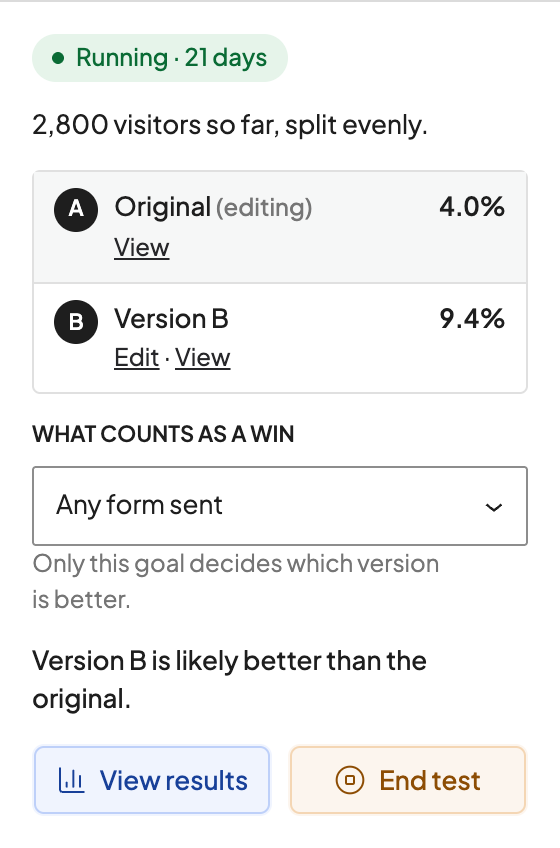 Running · 21 days
2,800 visitors so far, split evenly.
A Original (editing) 4.0%
View
B Version B 9.4%
Edit · View
WHAT COUNTS AS A WIN
Any form sent
Only this goal decides which version
is better.
Version B is likely better than the
original.
View results End test